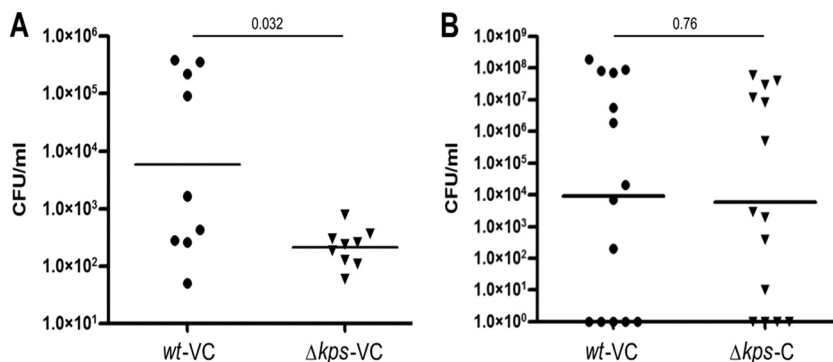 A
0.032
1.0×10⁶
1.0×10⁵
1.0×10⁴
1.0×10³
1.0×10²
1.0×10¹
CFU/ml
wt-VC
Δkps-VC
B
0.76
1.0×10⁹
1.0×10⁸
1.0×10⁷
1.0×10⁶
1.0×10⁵
1.0×10⁴
1.0×10³
1.0×10²
1.0×10¹
1.0×10⁰
CFU/ml
wt-VC
Δkps-C